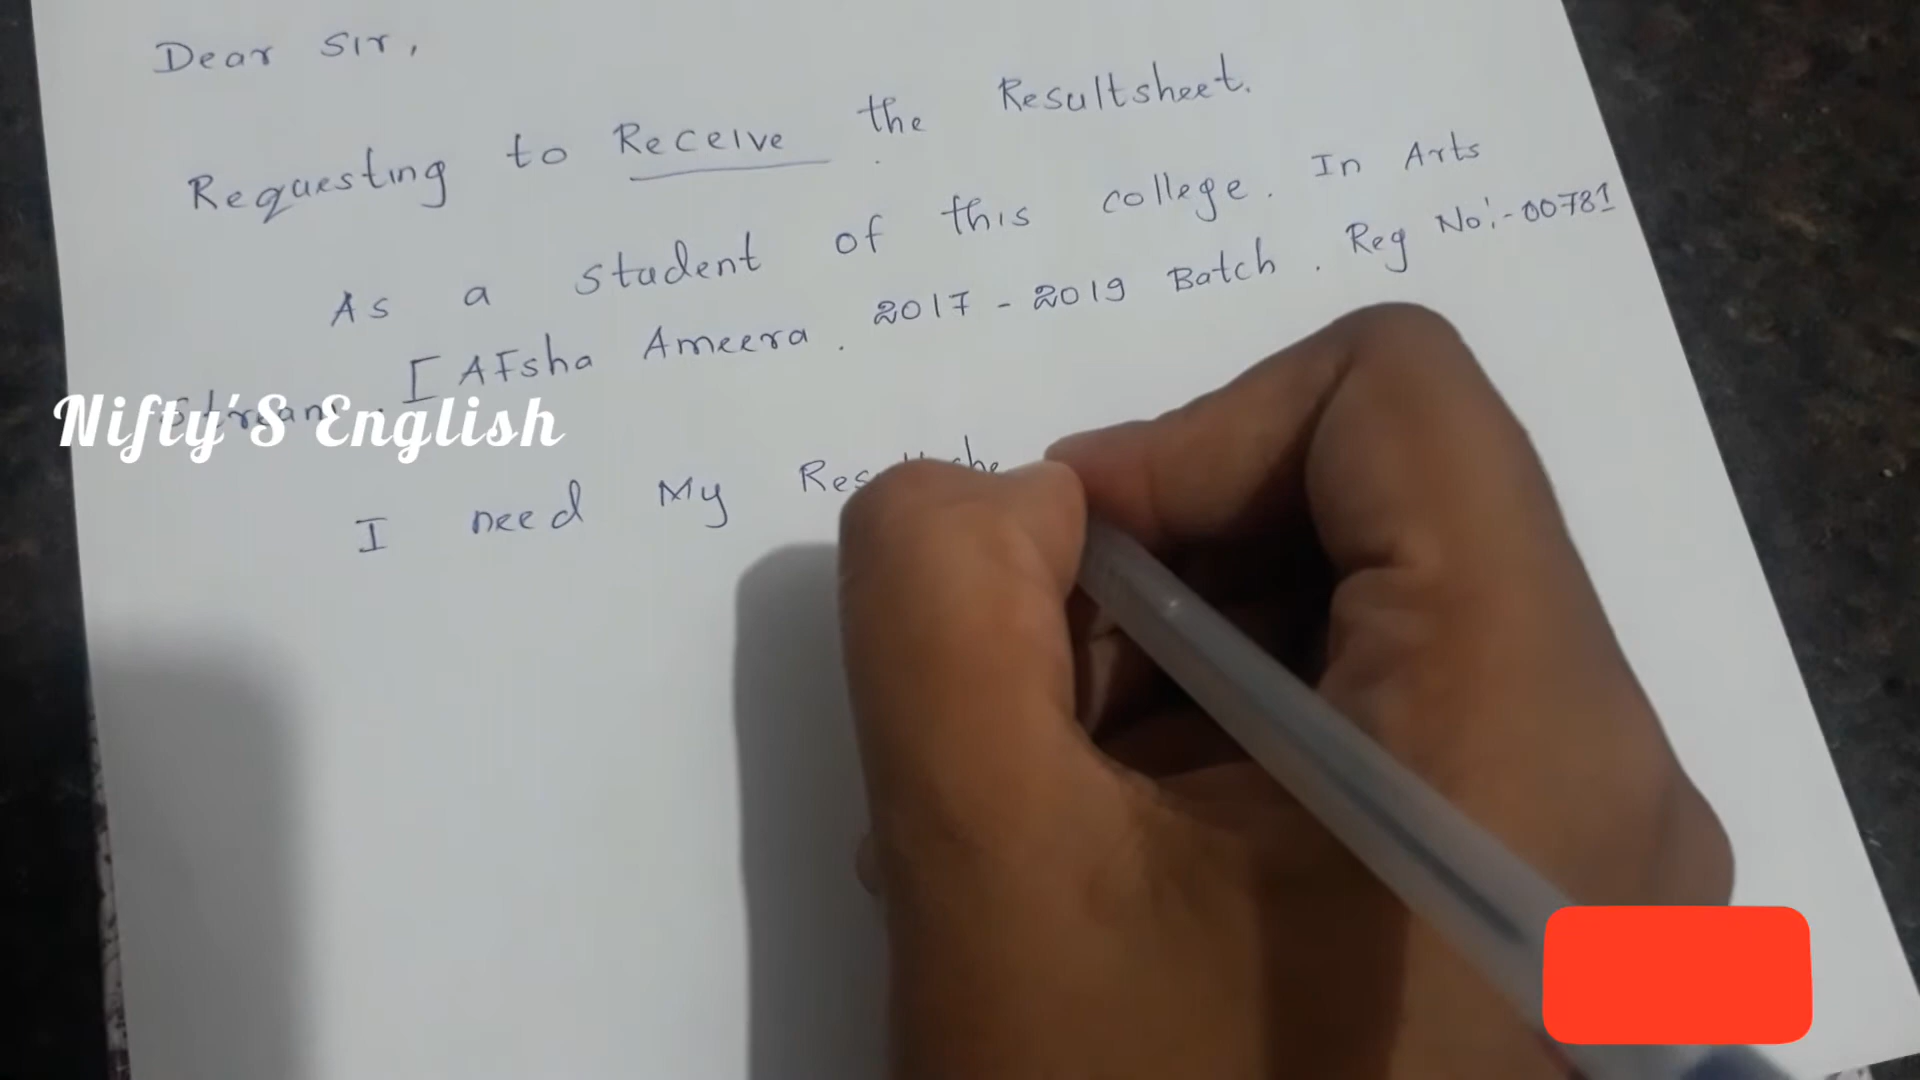 Dear Sir,
Requesting to Receive the Resultsheet.
As a student of this college. In Arts
Stream. [AFsha Ameera. 2017-2019 Batch. Reg No:-00781
Nifty'S English
I need My